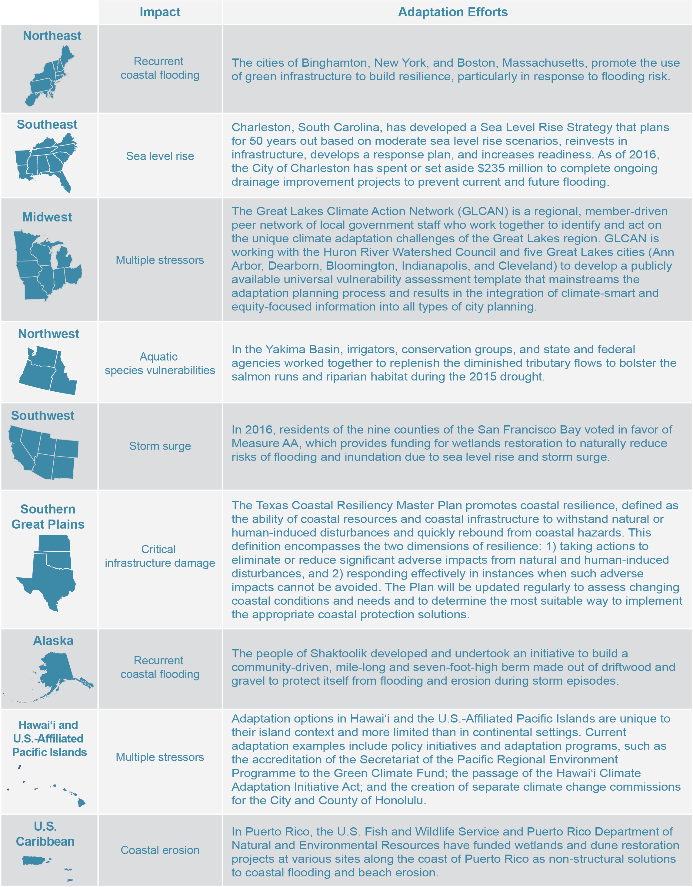 Impact
Adaptation Efforts
Northeast
Recurrent
coastal flooding
The cities of Binghamton, New York, and Boston, Massachusetts, promote the use
of green infrastructure to build resilience, particularly in response to flooding risk.
Southeast
Sea level rise
Charleston, South Carolina, has developed a Sea Level Rise Strategy that plans
for 50 years out based on moderate sea level rise scenarios, reinvests in
infrastructure, develops a response plan, and increases readiness. As of 2016,
the City of Charleston has spent or set aside $235 million to complete ongoing
drainage improvement projects to prevent current and future flooding.
Midwest
Multiple stressors
The Great Lakes Climate Action Network (GLCAN) is a regional, member-driven
peer network of local government staff who work together to identify and act on
the unique climate adaptation challenges of the Great Lakes region. GLCAN is
working with the Huron River Watershed Council and five Great Lakes cities (Ann
Arbor, Dearborn, Bloomington, Indianapolis, and Cleveland) to develop a publicly
available universal vulnerability assessment template that mainstreams the
adaptation planning process and results in the integration of climate-smart and
equity-focused information into all types of city planning.
Northwest
Aquatic
species vulnerabilities
In the Yakima Basin, irrigators, conservation groups, and state and federal
agencies worked together to replenish the diminished tributary flows to bolster the
salmon runs and riparian habitat during the 2015 drought.
Southwest
Storm surge
In 2016, residents of the nine counties of the San Francisco Bay voted in favor of
Measure AA, which provides funding for wetlands restoration to naturally reduce
risks of flooding and inundation due to sea level rise and storm surge.
Southern
Great Plains
Critical
infrastructure damage
The Texas Coastal Resiliency Master Plan promotes coastal resilience, defined as
the ability of coastal resources and coastal infrastructure to withstand natural or
human-induced disturbances and quickly rebound from coastal hazards. This
definition encompasses the two dimensions of resilience: 1) taking actions to
eliminate or reduce significant adverse impacts from natural and human-induced
disturbances, and 2) responding effectively in instances when such adverse
impacts cannot be avoided. The Plan will be updated regularly to assess changing
coastal conditions and needs and to determine the most suitable way to implement
the appropriate coastal protection solutions.
Alaska
Recurrent
coastal flooding
The people of Shaktoolik developed and undertook an initiative to build a
community-driven, mile-long and seven-foot-high berm made out of driftwood and
gravel to protect itself from flooding and erosion during storm episodes.
Hawaiʻi and
U.S.-Affiliated
Pacific Islands
Multiple stressors
Adaptation options in Hawaiʻi and the U.S.-Affiliated Pacific Islands are unique to
their island context and more limited than in continental settings. Current
adaptation examples include policy initiatives and adaptation programs, such as
the accreditation of the Secretariat of the Pacific Regional Environment
Programme to the Green Climate Fund; the passage of the Hawaiʻi Climate
Adaptation Initiative Act; and the creation of separate climate change commissions
for the City and County of Honolulu.
U.S.
Caribbean
Coastal erosion
In Puerto Rico, the U.S. Fish and Wildlife Service and Puerto Rico Department of
Natural and Environmental Resources have funded wetlands and dune restoration
projects at various sites along the coast of Puerto Rico as non-structural solutions
to coastal flooding and beach erosion.